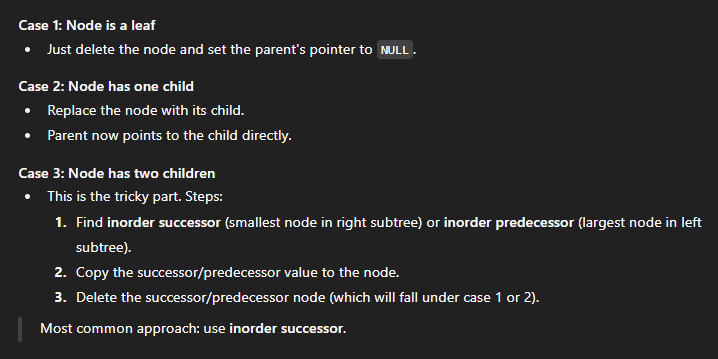 Case 1: Node is a leaf
• Just delete the node and set the parent's pointer to NULL.
Case 2: Node has one child
• Replace the node with its child.
• Parent now points to the child directly.
Case 3: Node has two children
• This is the tricky part. Steps:
1. Find inorder successor (smallest node in right subtree) or inorder predecessor (largest node in left
subtree).
2. Copy the successor/predecessor value to the node.
3. Delete the successor/predecessor node (which will fall under case 1 or 2).
Most common approach: use inorder successor.